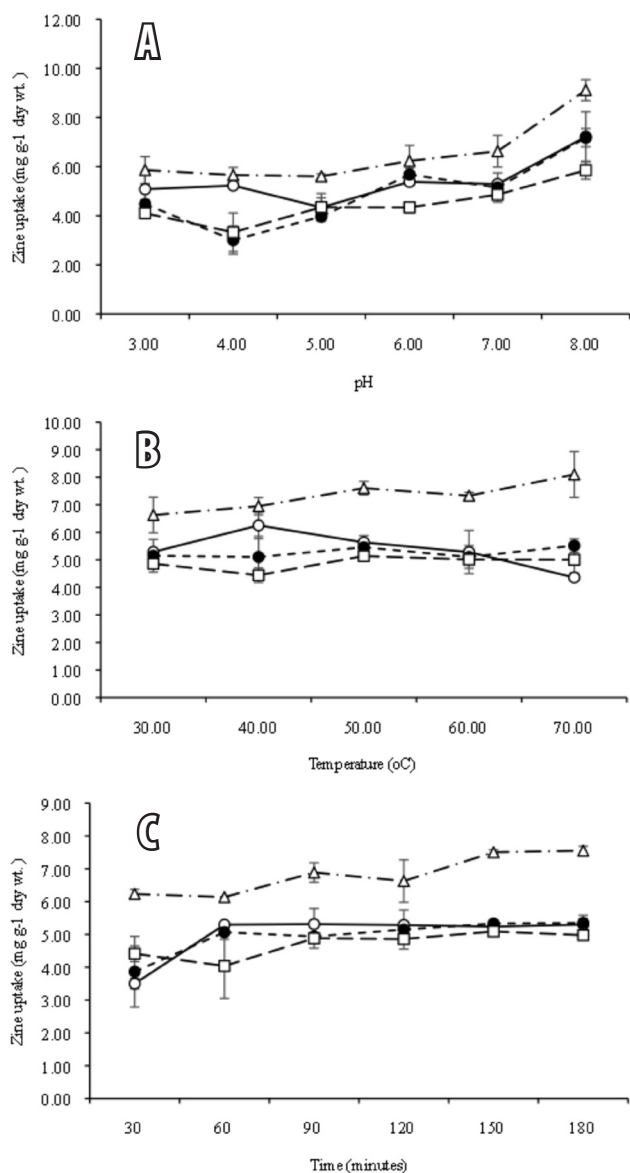 A
12.00
10.00
8.00
6.00
4.00
2.00
0.00
Zinc uptake (mg g-1 dry wt.)
3.00 4.00 5.00 6.00 7.00 8.00
pH
B
10.00
9.00
8.00
7.00
6.00
5.00
4.00
3.00
2.00
1.00
0.00
Zinc uptake (mg g-1 dry wt.)
30.00 40.00 50.00 60.00 70.00
Temperature (oC)
C
9.00
8.00
7.00
6.00
5.00
4.00
3.00
2.00
1.00
0.00
Zinc uptake (mg g-1 dry wt.)
30 60 90 120 150 180
Time (minutes)